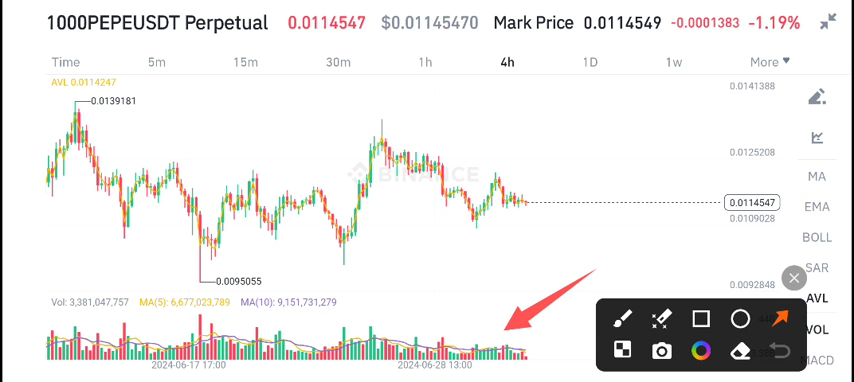 1000PEPEUSDT Perpetual 0.0114547 $0.01145470 Mark Price 0.0114549 -0.0001383 -1.19%
Time 5m 15m 30m 1h 4h 1D 1w More
AVL 0.0114247
0.0141388
0.0139181
0.0125208
BINANCE
MA
0.0114547
EMA
0.0109028
BOLL
SAR
0.0095055
0.0092848
AVL
Vol: 3,381,047,757 MA(5): 6,677,023,789 MA(10): 9,151,731,279
VOL
MACD
2024-06-17 17:00 2024-06-28 13:00